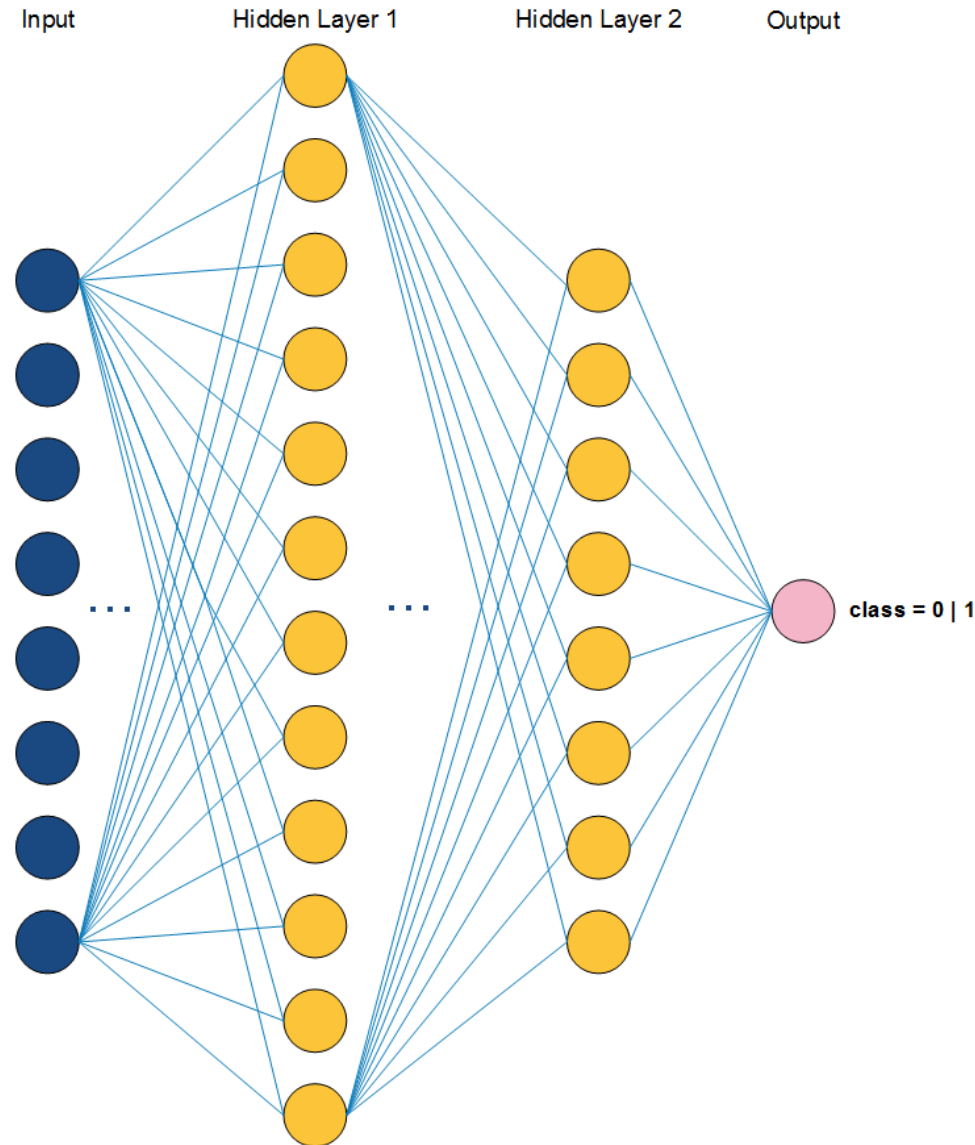 Input
Hidden Layer 1
Hidden Layer 2
Output
...
...
class = 0 | 1